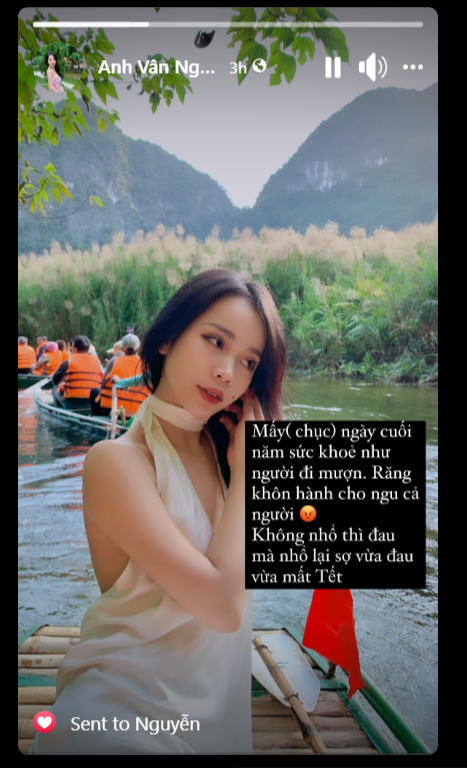 Anh Vân Ng... 3h
Mấy( chục) ngày cuối
năm sức khoẻ như
người đi mượn. Răng
khôn hành cho ngu cả
người 😡
Không nhổ thì đau
mà nhổ lại sợ vừa đau
vừa mất Tết
Sent to Nguyễn